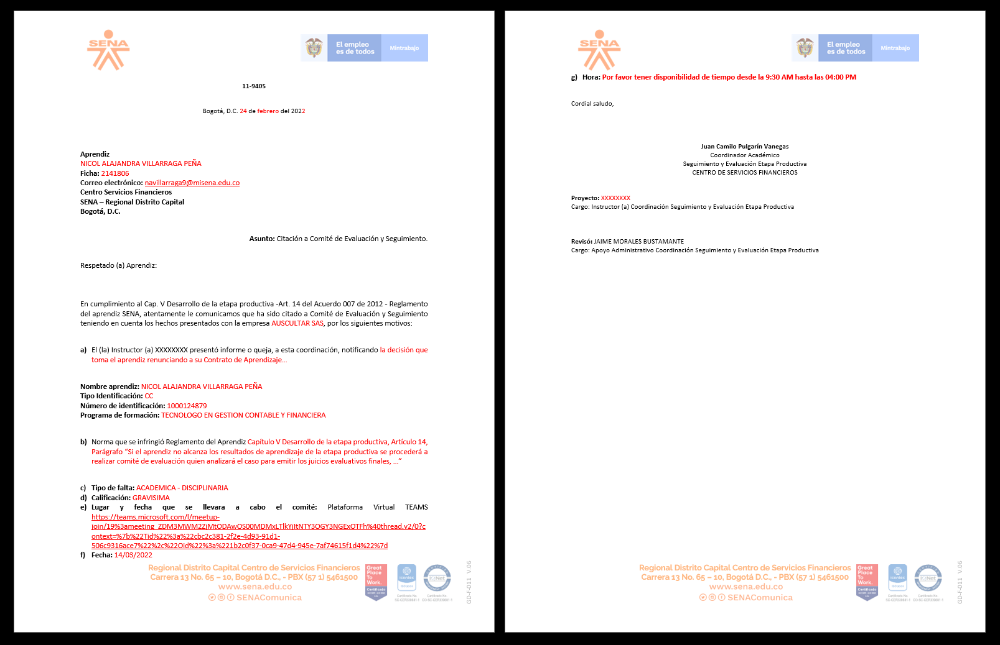 SENA
El empleo
es de todos
Mintrabajo
11-9405
Bogotá, D.C. 24 de febrero del 2022
Aprendiz
NICOL ALAJANDRA VILLARRAGA PEÑA
Ficha: 2141806
Correo electrónico: navillarraga9@misena.edu.co
Centro Servicios Financieros
SENA – Regional Distrito Capital
Bogotá, D.C.
Asunto: Citación a Comité de Evaluación y Seguimiento.
Respetado (a) Aprendiz:
En cumplimiento al Cap. V Desarrollo de la etapa productiva -Art. 14 del Acuerdo 007 de 2012 - Reglamento
del aprendiz SENA, atentamente le comunicamos que ha sido citado a Comité de Evaluación y Seguimiento
teniendo en cuenta los hechos presentados con la empresa AUSCULTAR SAS, por los siguientes motivos:
a) El (la) Instructor (a) XXXXXXXX presentó informe o queja, a esta coordinación, notificando la decisión que
toma el aprendiz renunciando a su Contrato de Aprendizaje...
Nombre aprendiz: NICOL ALAJANDRA VILLARRAGA PEÑA
Tipo Identificación: CC
Número de identificación: 1000124879
Programa de formación: TECNOLOGO EN GESTION CONTABLE Y FINANCIERA
b) Norma que se infringió Reglamento del Aprendiz Capítulo V Desarrollo de la etapa productiva, Artículo 14,
Parágrafo “Si el aprendiz no alcanza los resultados de aprendizaje de la etapa productiva se procederá a
realizar comité de evaluación quien analizará el caso para emitir los juicios evaluativos finales, ...”
c) Tipo de falta: ACADEMICA - DISCIPLINARIA
d) Calificación: GRAVISIMA
e) Lugar y fecha que se llevara a cabo el comité: Plataforma Virtual TEAMS
https://teams.microsoft.com/l/meetup-
join/19%3ameeting_ZDM3MWM2ZjMtODAwOS00MDMxLTlkYjItNTY3OGY3NGExOTFh%40thread.v2/0?c
ontext=%7b%22Tid%22%3a%22cbc2c381-2f2e-4d93-91d1-
506c9316ace7%22%2c%22Oid%22%3a%221b2c0f37-0ca9-47d4-945e-7af74615f1d4%22%7d
f) Fecha: 14/03/2022
Regional Distrito Capital Centro de Servicios Financieros
Carrera 13 No. 65 – 10, Bogotá D.C., - PBX (57 1) 5461500
www.sena.edu.co
SENAComunica
Great
Place
To
Work.
Certificado
icontec
ISO 9001
IQNet
Certificado No.
SC-CER339681-1
Certificado No.
CO-SC-CER339681-1
GD-F-011 V.06
SENA
El empleo
es de todos
Mintrabajo
g) Hora: Por favor tener disponibilidad de tiempo desde la 9:30 AM hasta las 04:00 PM
Cordial saludo,
Juan Camilo Pulgarín Vanegas
Coordinador Académico
Seguimiento y Evaluación Etapa Productiva
CENTRO DE SERVICIOS FINANCIEROS
Proyecto: XXXXXXXX
Cargo: Instructor (a) Coordinación Seguimiento y Evaluación Etapa Productiva
Revisó: JAIME MORALES BUSTAMANTE
Cargo: Apoyo Administrativo Coordinación Seguimiento y Evaluación Etapa Productiva
Regional Distrito Capital Centro de Servicios Financieros
Carrera 13 No. 65 – 10, Bogotá D.C., - PBX (57 1) 5461500
www.sena.edu.co
SENAComunica
Great
Place
To
Work.
Certificado
icontec
ISO 9001
IQNet
Certificado No.
SC-CER339681-1
Certificado No.
CO-SC-CER339681-1
GD-F-011 V.06